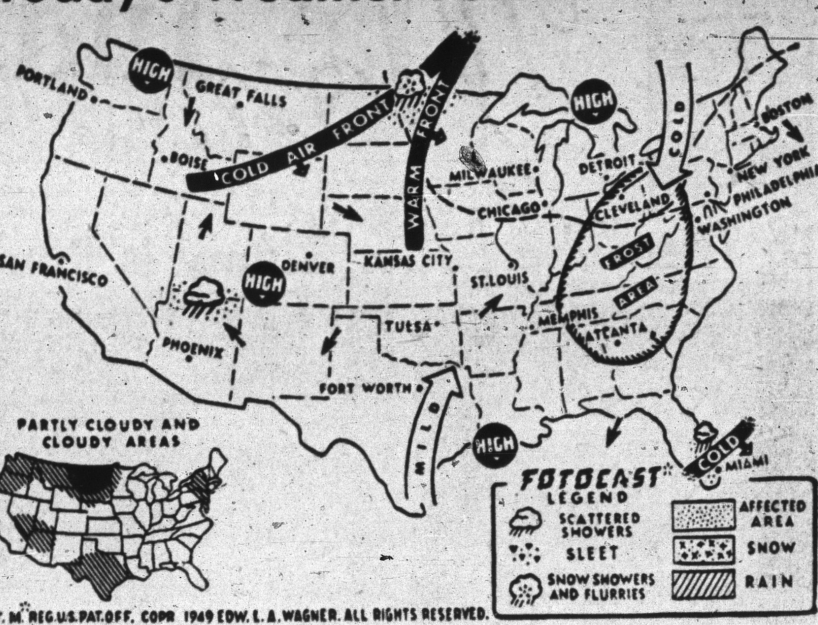 HIGH
PORTLAND
GREAT FALLS
BOISE
COLD AIR FRONT
WARM FRONT
HIGH
COLD
BOSTON
MILWAUKEE
DETROIT
NEW YORK
PHILADELPHIA
CHICAGO
CLEVELAND
WASHINGTON
FROST
AREA
SAN FRANCISCO
HIGH
DENVER
KANSAS CITY
ST. LOUIS
TULSA
MEMPHIS
ATLANTA
PHOENIX
FORT WORTH
MILD
HIGH
COLD
MIAMI
PARTLY CLOUDY AND
CLOUDY AREAS
FOTOCAST*
LEGEND
SCATTERED
SHOWERS
SLEET
SNOW SHOWERS
AND FLURRIES
AFFECTED
AREA
SNOW
RAIN
T. M.* REG.U.S.PAT.OFF. COPR 1949 EDW. L. A. WAGNER. ALL RIGHTS RESERVED.